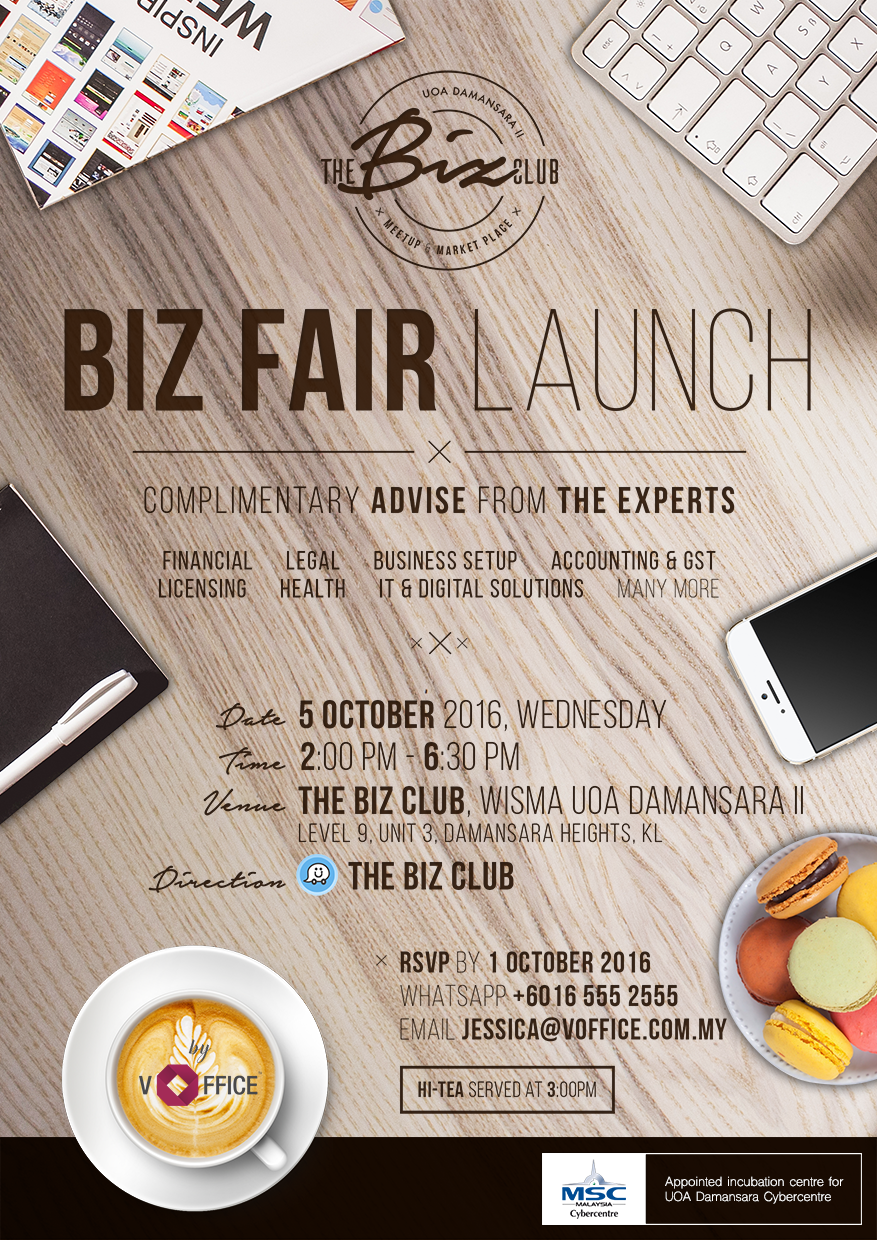 INSPIR
WE
esc
Q
W
A
S
Y
X
ctrl
UOA DAMANSARA II
THE Biz CLUB
× MEETUP & MARKET PLACE ×
BIZ FAIR LAUNCH
COMPLIMENTARY ADVISE FROM THE EXPERTS
FINANCIAL LEGAL BUSINESS SETUP ACCOUNTING & GST
LICENSING HEALTH IT & DIGITAL SOLUTIONS MANY MORE
Date 5 OCTOBER 2016, WEDNESDAY
Time 2:00 PM - 6:30 PM
Venue THE BIZ CLUB, WISMA UOA DAMANSARA II
LEVEL 9, UNIT 3, DAMANSARA HEIGHTS, KL
Direction THE BIZ CLUB
× RSVP BY 1 OCTOBER 2016
WHATSAPP +6016 555 2555
EMAIL JESSICA@VOFFICE.COM.MY
HI-TEA SERVED AT 3:00PM
by
VOFFICE
MSC
MALAYSIA
Cybercentre
Appointed incubation centre for
UOA Damansara Cybercentre